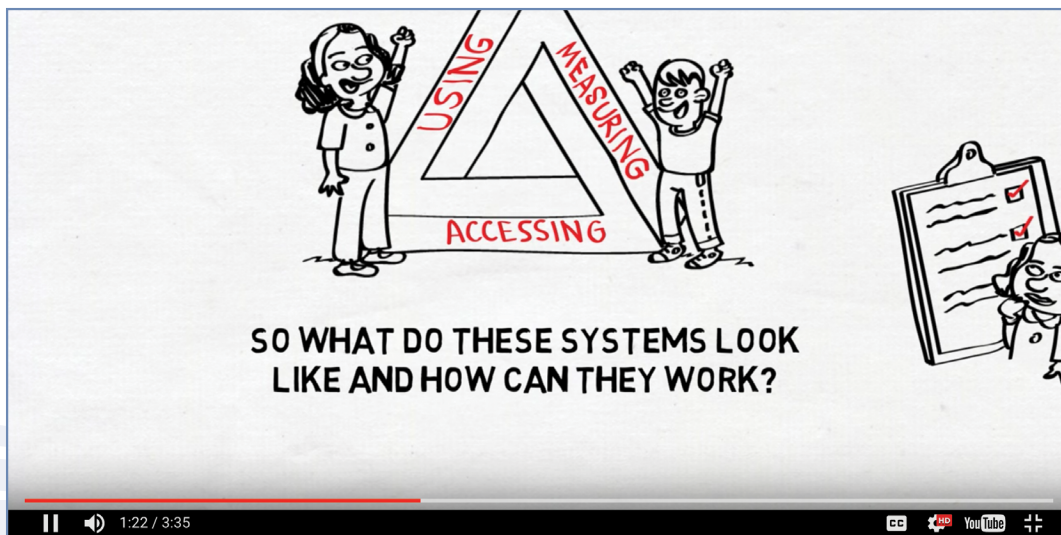 USING
MEASURING
ACCESSING
SO WHAT DO THESE SYSTEMS LOOK
LIKE AND HOW CAN THEY WORK?
1:22 / 3:35
CC
HD
YouTube